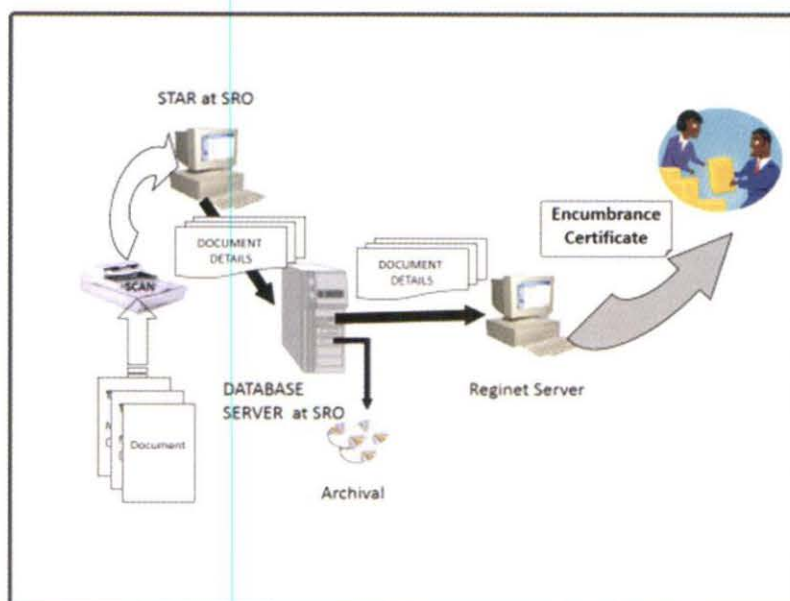 STAR at SRO
Encumbrance
Certificate
DOCUMENT
DETAILS
DOCUMENT
DETAILS
SCAN
DATABASE
SERVER at SRO
Reginet Server
Document
Archival